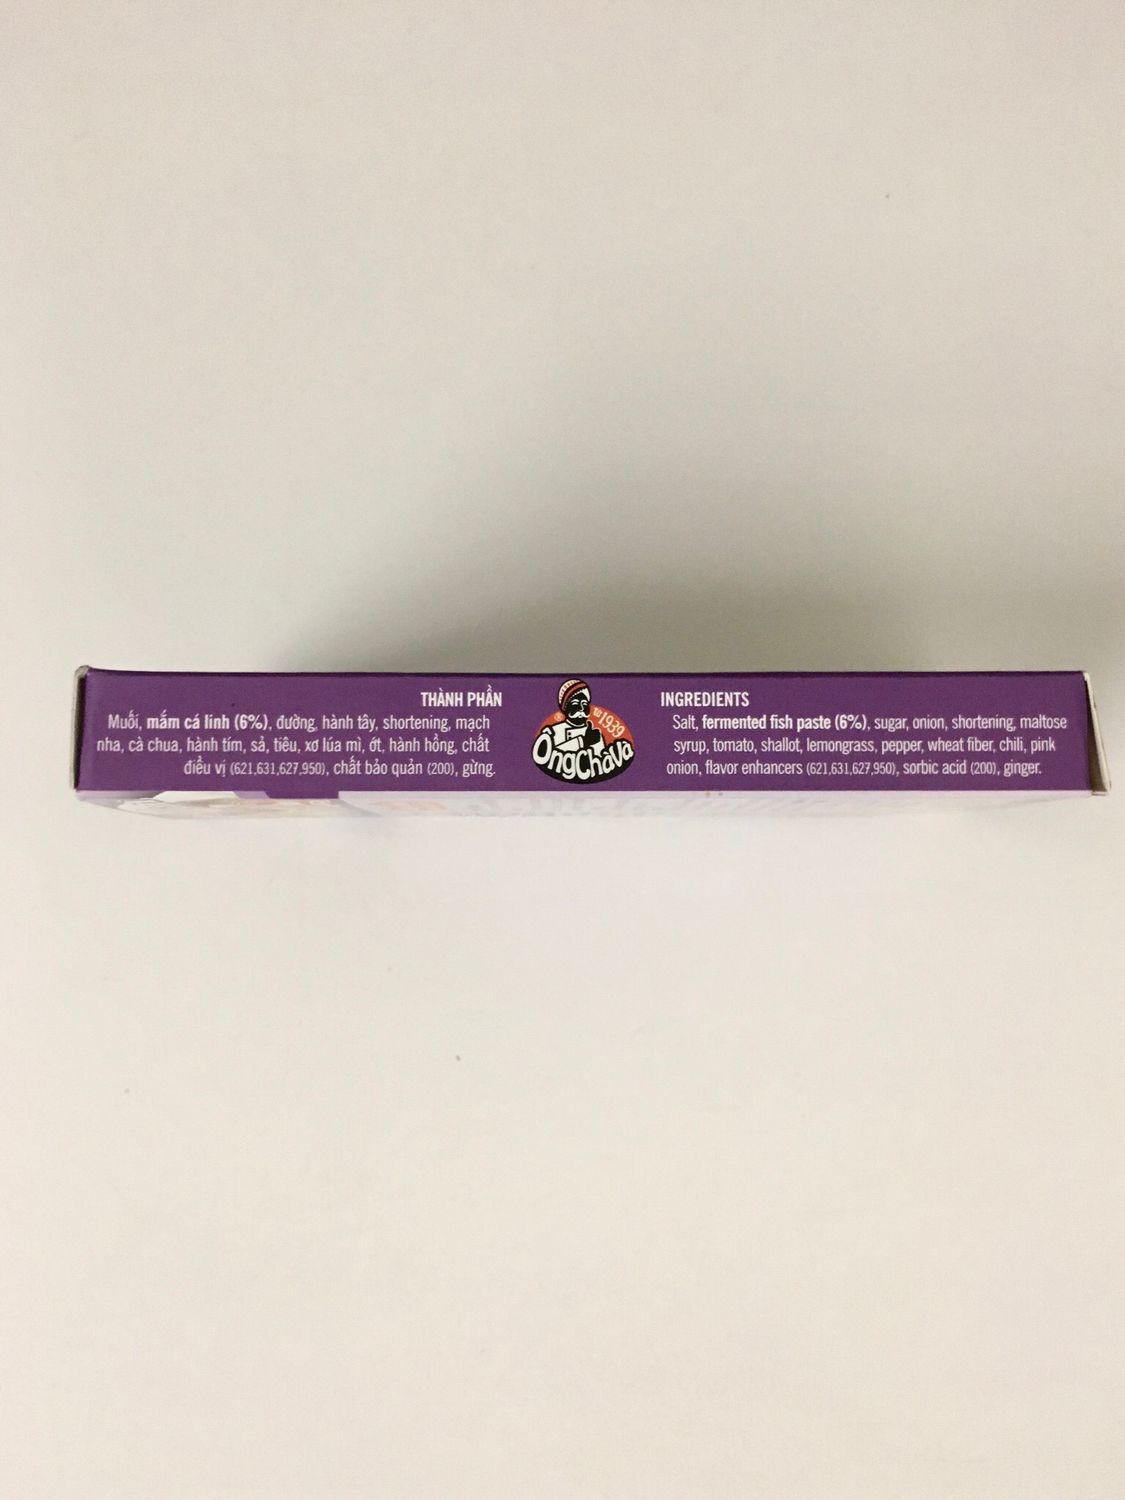 THÀNH PHẦN
Muối, mắm cá linh (6%), đường, hành tây, shortening, mạch
nha, cà chua, hành tím, sả, tiêu, xơ lúa mì, ớt, hành hồng, chất
điều vị (621,631,627,950), chất bảo quản (200), gừng.
® từ 1939
ÔngChàVà
INGREDIENTS
Salt, fermented fish paste (6%), sugar, onion, shortening, maltose
syrup, tomato, shallot, lemongrass, pepper, wheat fiber, chili, pink
onion, flavor enhancers (621,631,627,950), sorbic acid (200), ginger.